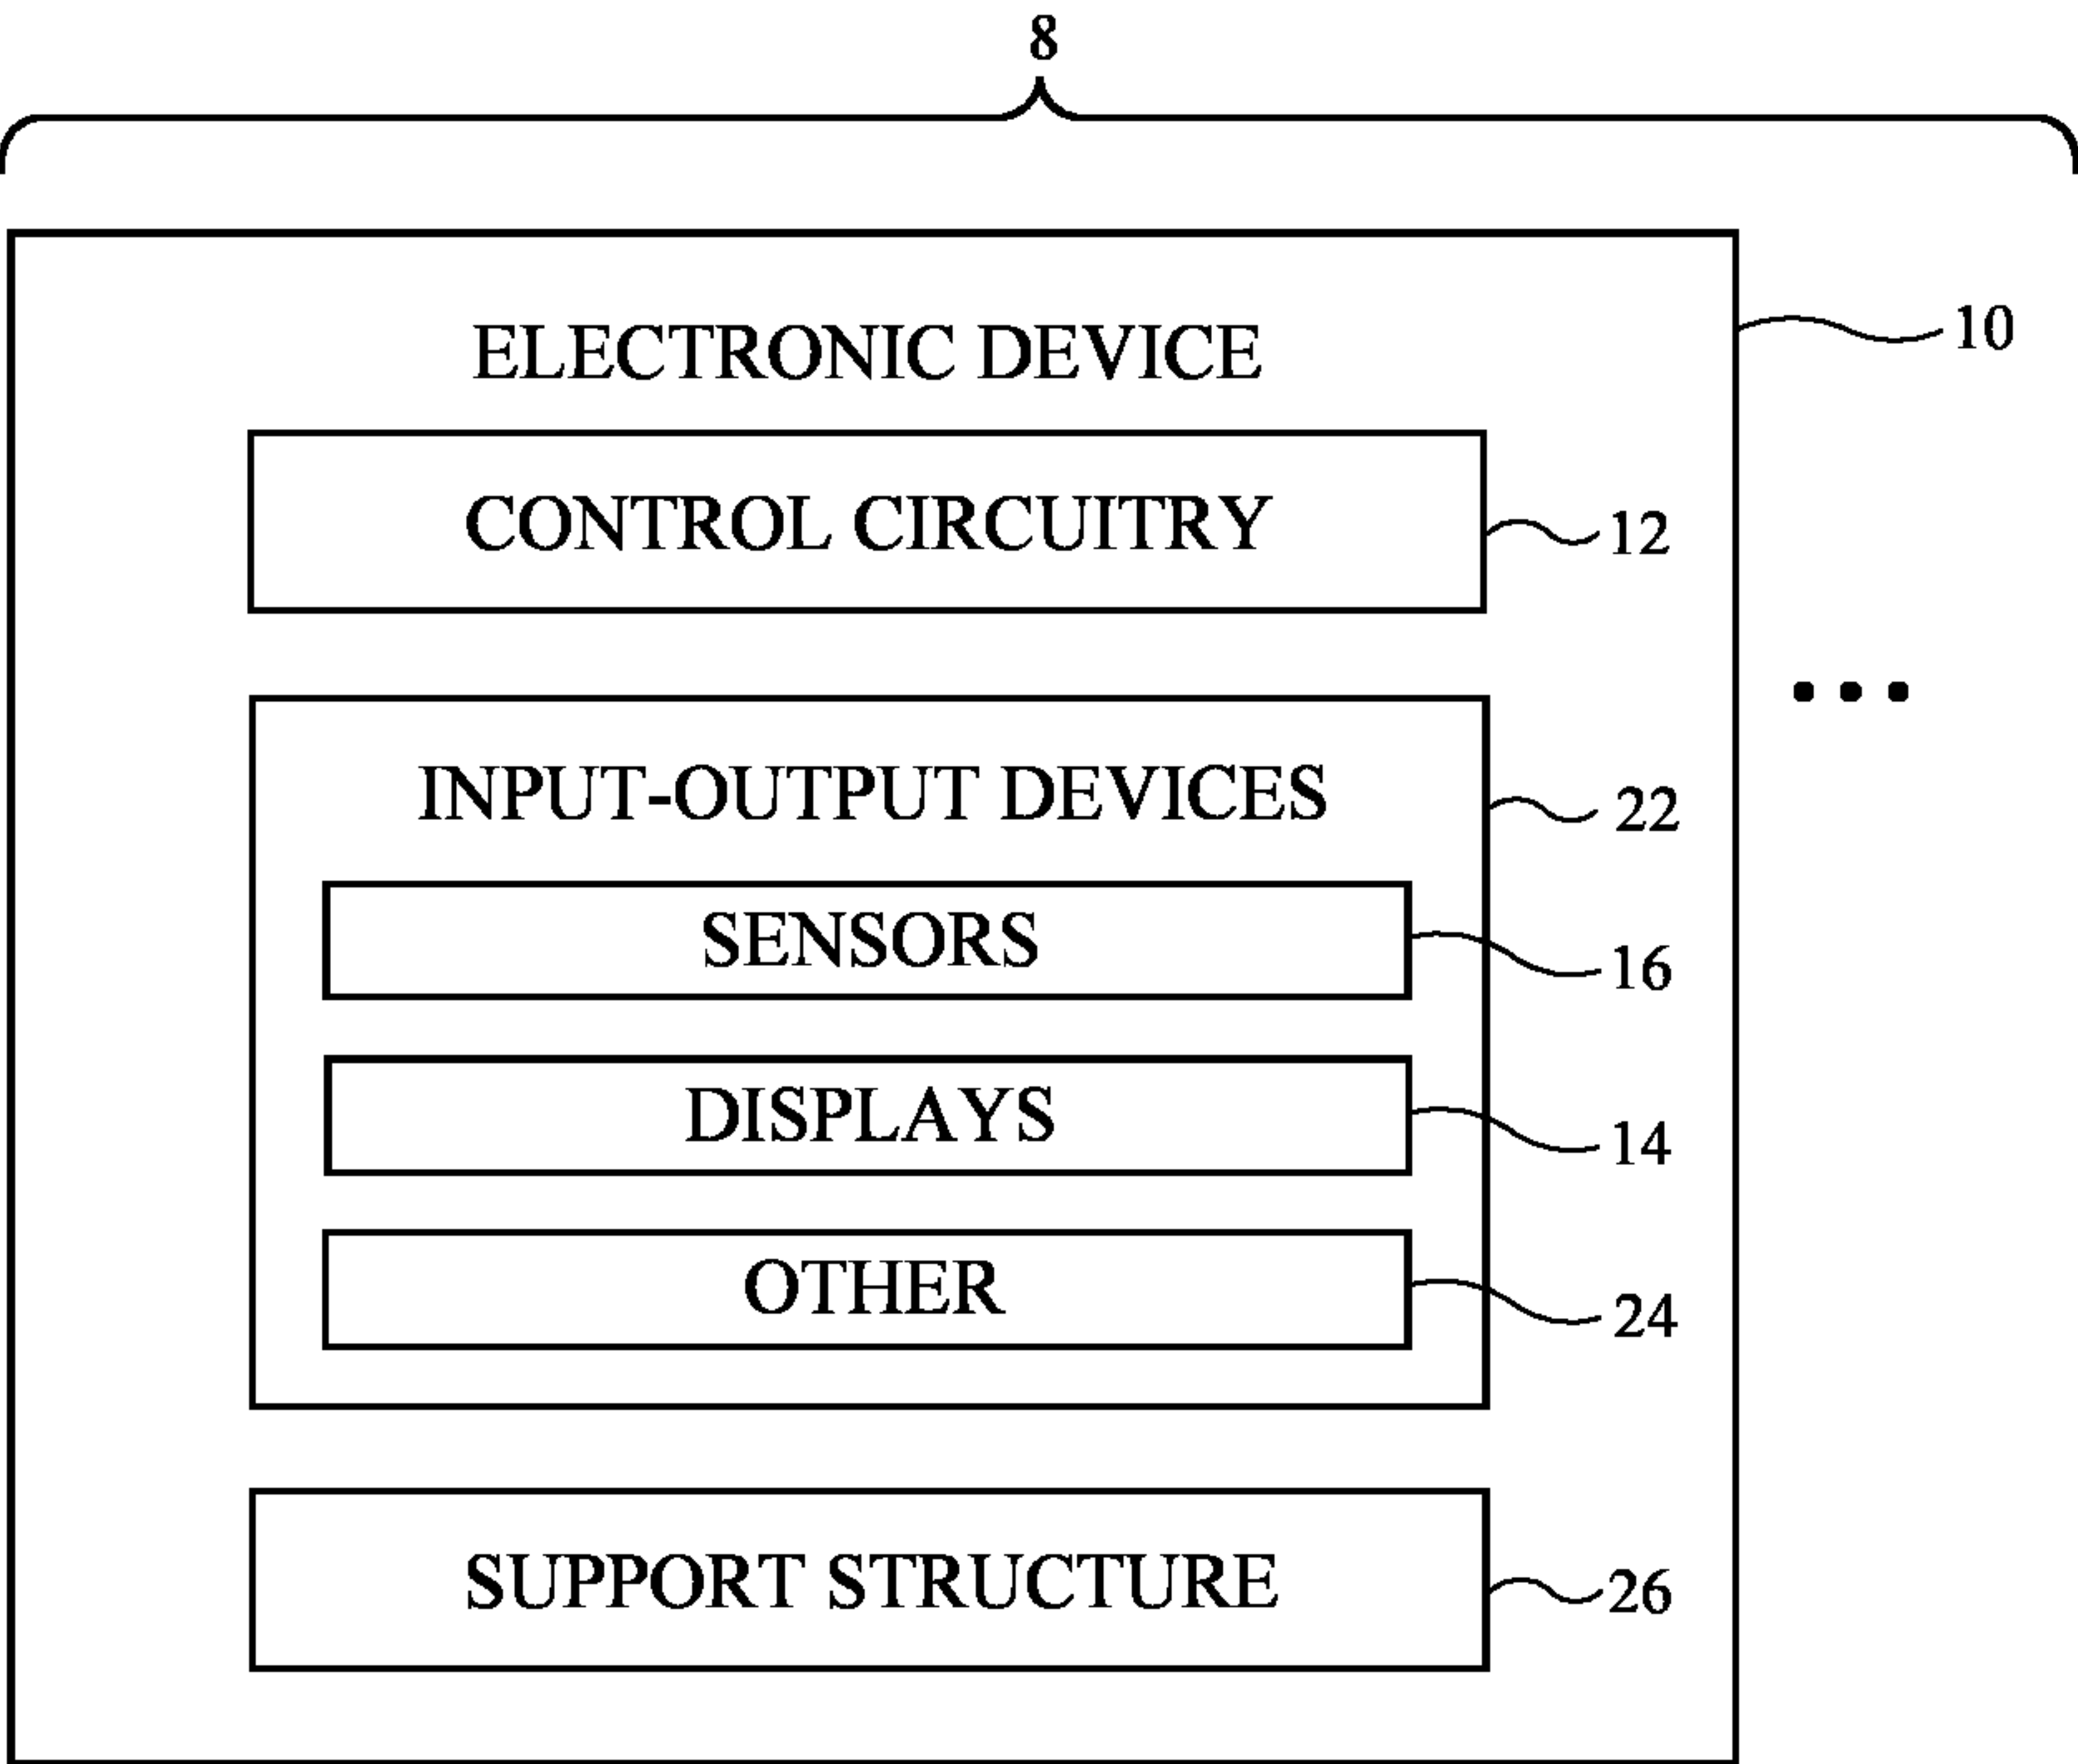 8
ELECTRONIC DEVICE
10
CONTROL CIRCUITRY
12
...
INPUT-OUTPUT DEVICES
22
SENSORS
16
DISPLAYS
14
OTHER
24
SUPPORT STRUCTURE
26